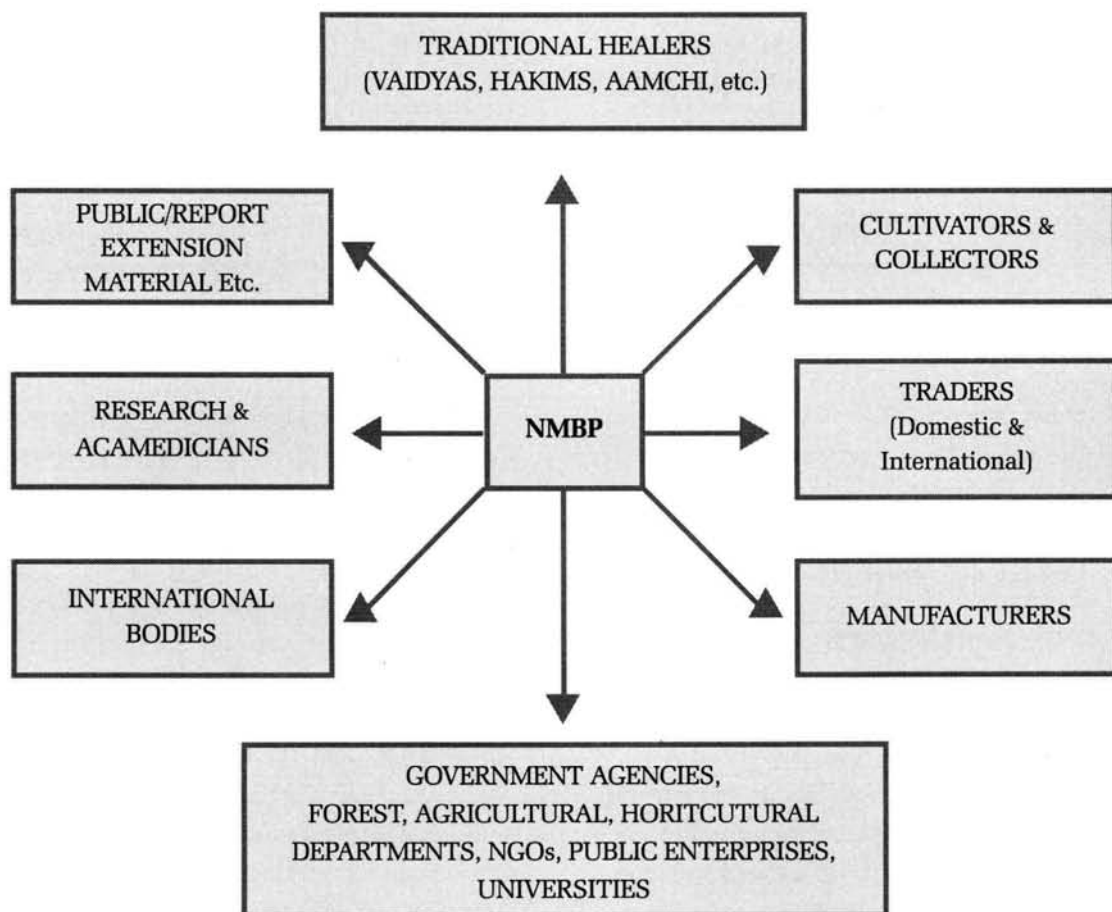 TRADITIONAL HEALERS
(VAIDYAS, HAKIMS, AAMCHI, etc.)
PUBLIC/REPORT
EXTENSION
MATERIAL Etc.
CULTIVATORS &
COLLECTORS
RESEARCH &
ACAMEDICIANS
NMBP
TRADERS
(Domestic &
International)
INTERNATIONAL
BODIES
MANUFACTURERS
GOVERNMENT AGENCIES,
FOREST, AGRICULTURAL, HORITCUTURAL
DEPARTMENTS, NGOs, PUBLIC ENTERPRISES,
UNIVERSITIES